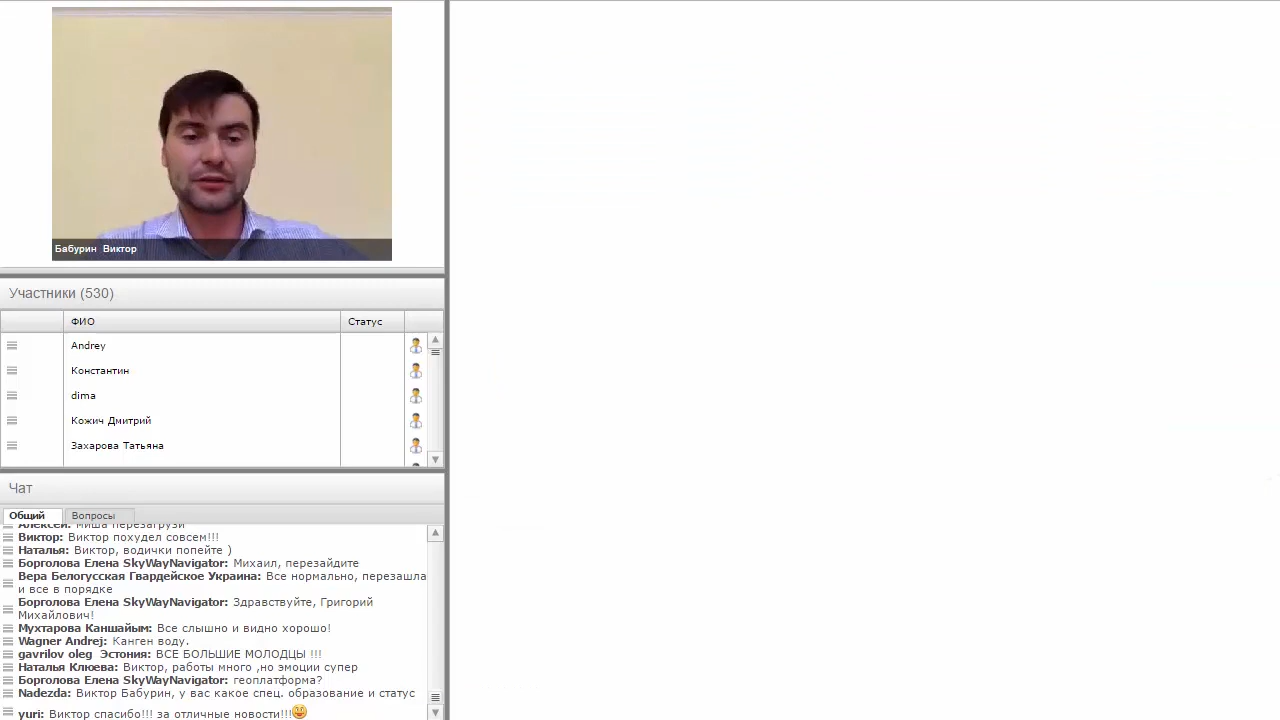 Бабурин Виктор
Участники (530)
ФИО Статус
Andrey
Константин
dima
Кожич Дмитрий
Захарова Татьяна
Чат
Общий Вопросы
Алексей: миша перезагрузи
Виктор: Виктор похудел совсем!!!
Наталья: Виктор, водички попейте )
Борголова Елена SkyWayNavigator: Михаил, перезайдите
Вера Белогусская Гвардейское Украина: Все нормально, перезашла
и все в порядке
Борголова Елена SkyWayNavigator: Здравствуйте, Григорий
Михайлович!
Мухтарова Каншайым: Все слышно и видно хорошо!
Wagner Andrej: Канген воду.
gavrilov oleg Эстония: ВСЕ БОЛЬШИЕ МОЛОДЦЫ !!!
Наталья Клюева: Виктор, работы много ,но эмоции супер
Борголова Елена SkyWayNavigator: геоплатформа?
Nadezda: Виктор Бабурин, у вас какое спец. образование и статус
yuri: Виктор спасибо!!! за отличные новости!!!